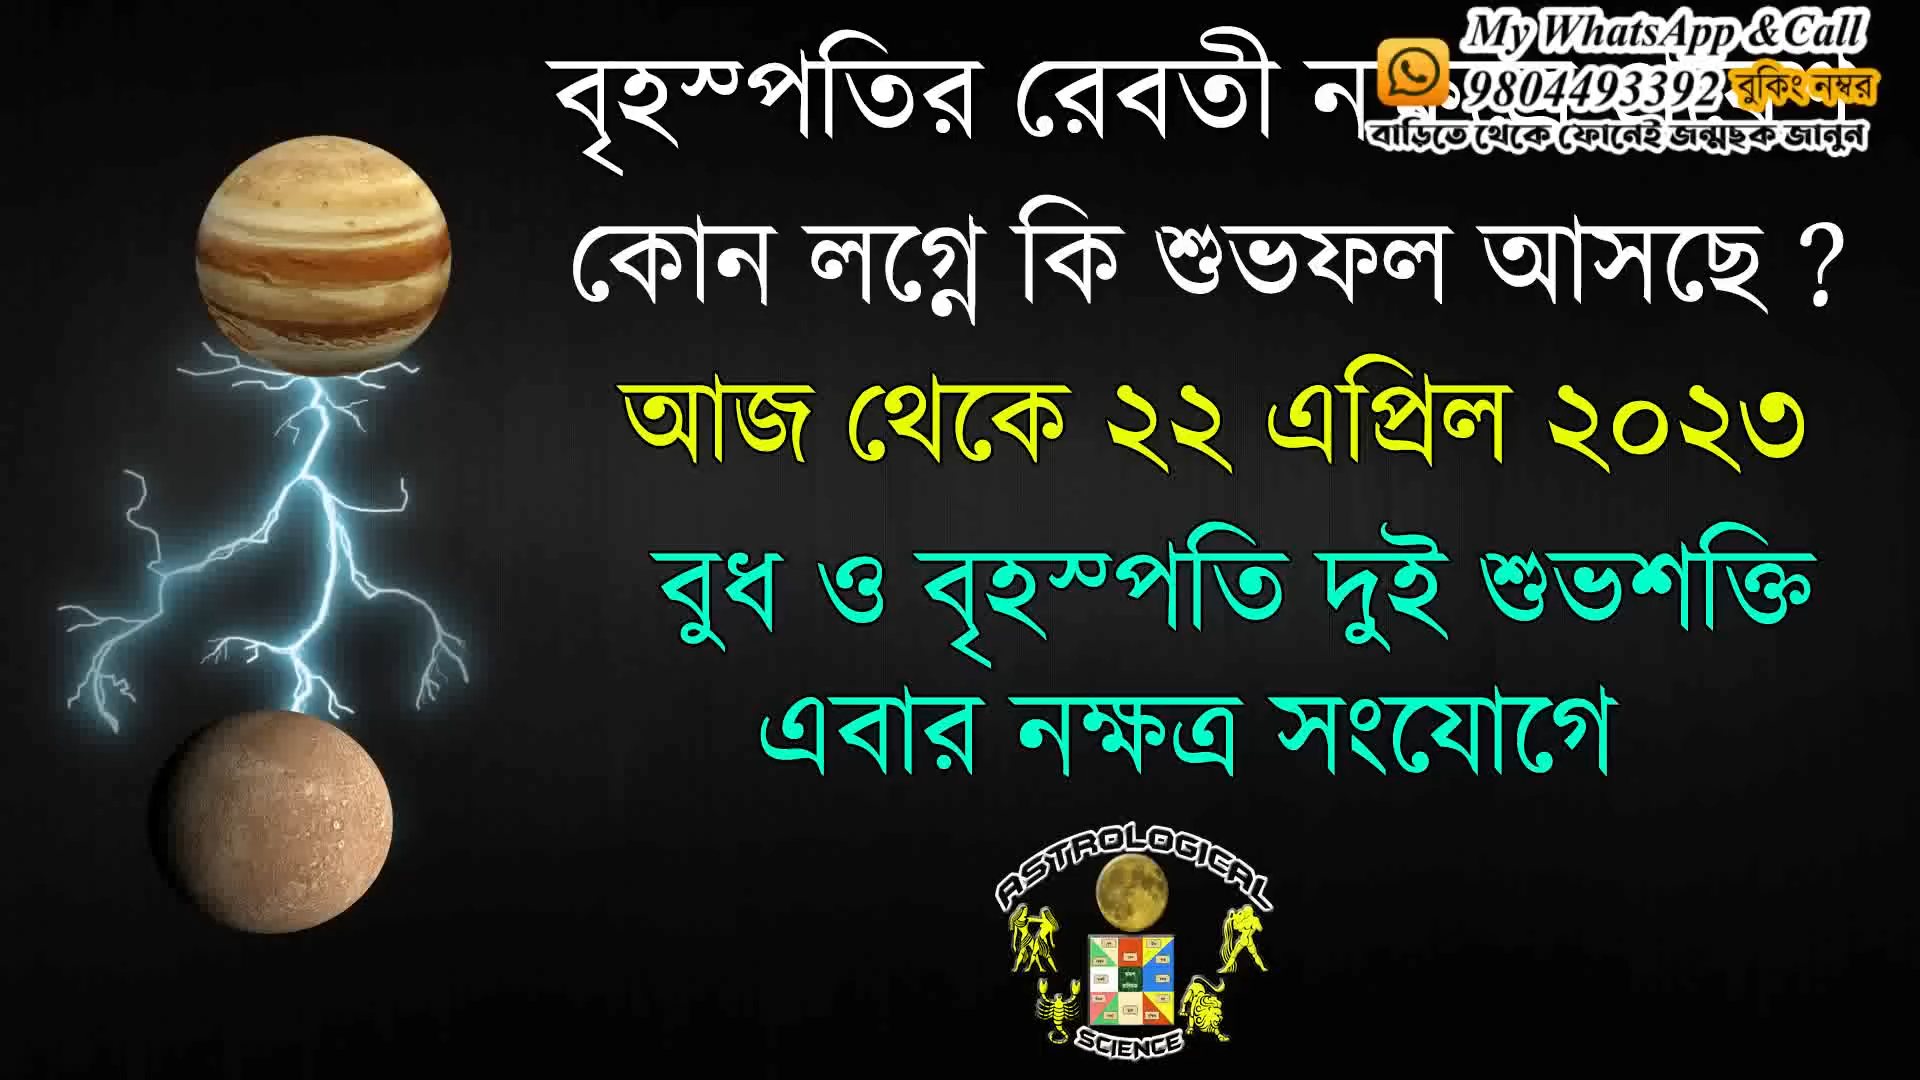 বৃহস্পতির রেবতী
My WhatsApp & Call
9804493392 বুকিং নম্বর
বাড়িতে থেকে ফোনেই জন্মছক জানুন
কোন লগ্নে কি শুভফল আসছে ?
আজ থেকে ২২ এপ্রিল ২০২৩
বুধ ও বৃহস্পতি দুই শুভশক্তি
এবার নক্ষত্র সংযোগে
ASTROLOGICAL
SCIENCE